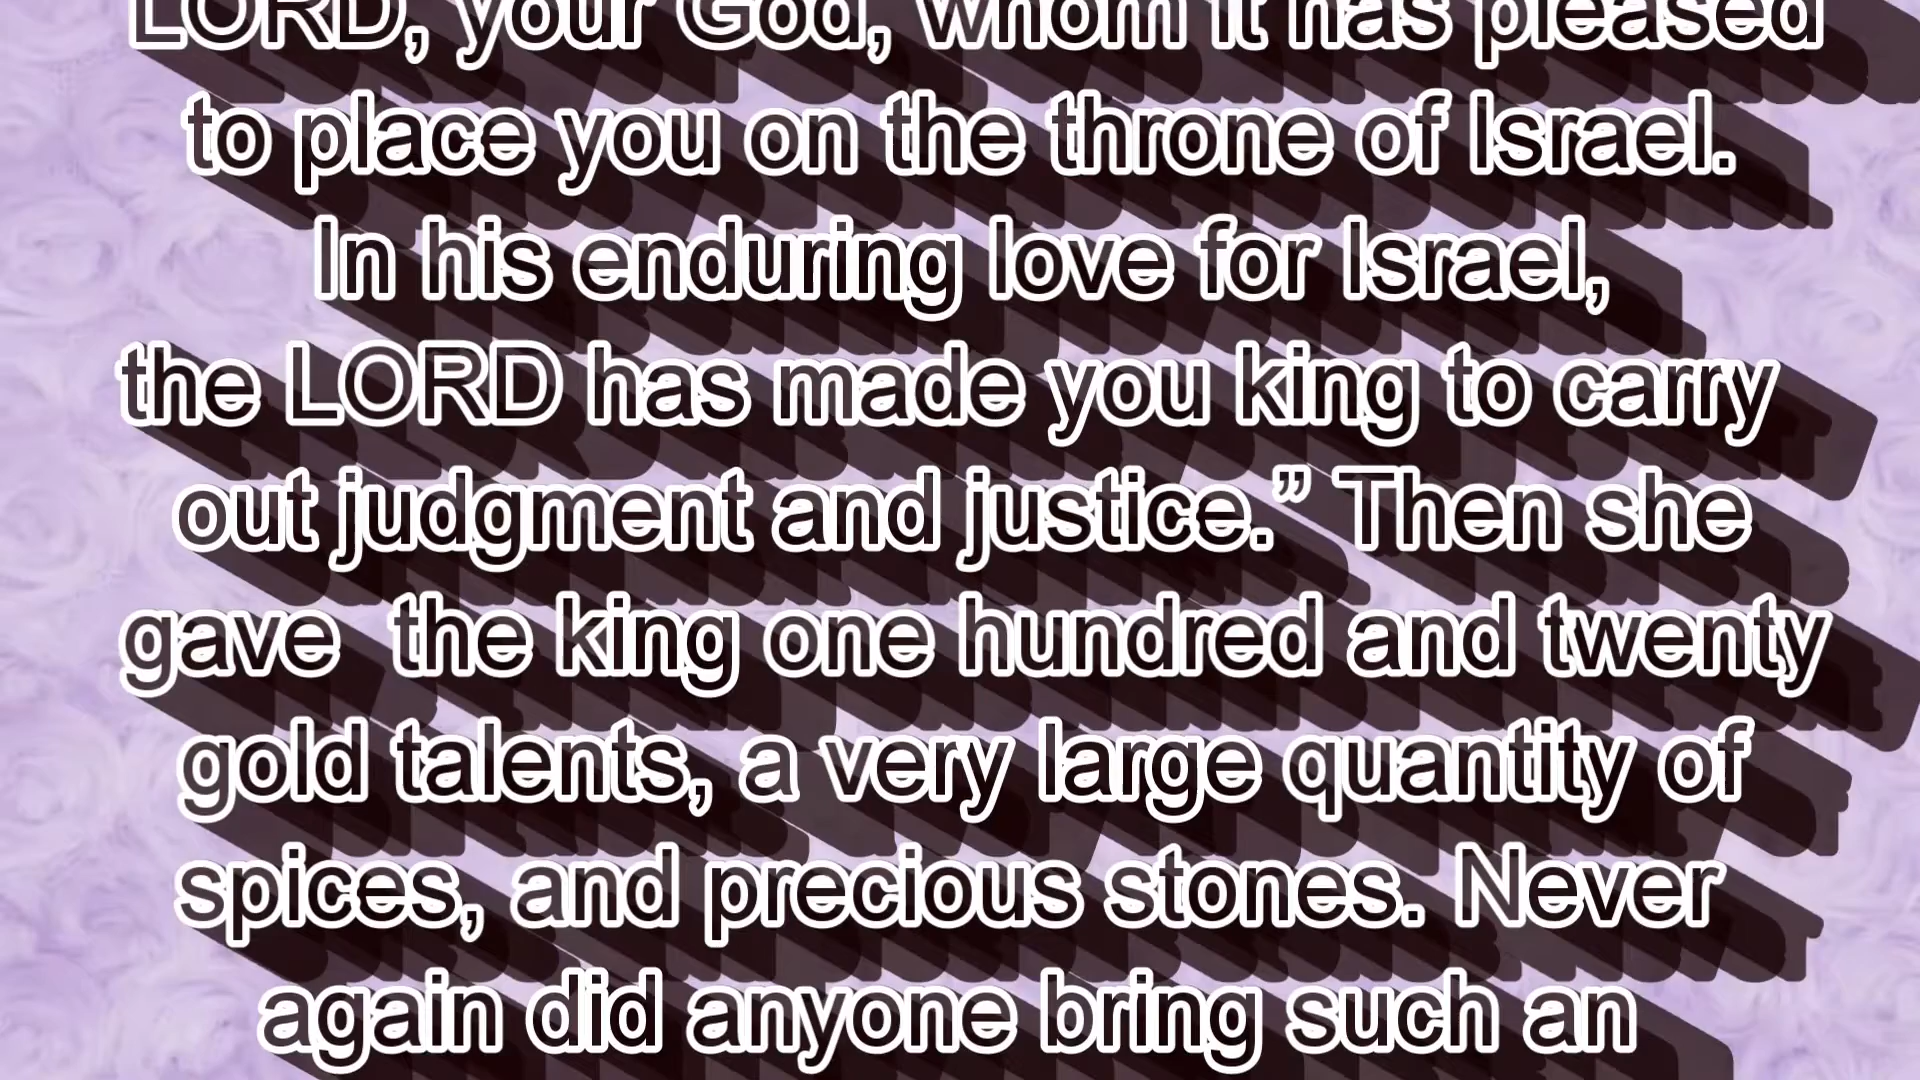 LORD, your God, whom it has pleased
to place you on the throne of Israel.
In his enduring love for Israel,
the LORD has made you king to carry
out judgment and justice.” Then she
gave  the king one hundred and twenty
gold talents, a very large quantity of
spices, and precious stones. Never
again did anyone bring such an